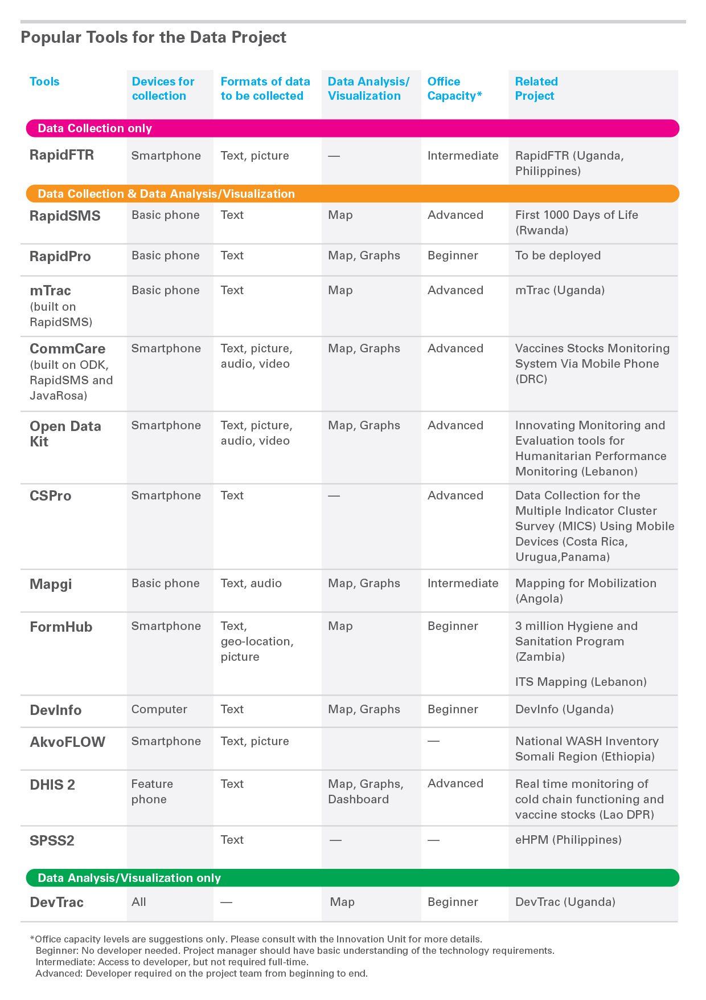 Popular Tools for the Data Project
Tools
Devices for
collection
Formats of data
to be collected
Data Analysis/
Visualization
Office
Capacity*
Related
Project
Data Collection only
RapidFTR
Smartphone
Text, picture
—
Intermediate
RapidFTR (Uganda,
Philippines)
Data Collection & Data Analysis/Visualization
RapidSMS
Basic phone
Text
Map
Advanced
First 1000 Days of Life
(Rwanda)
RapidPro
Basic phone
Text
Map, Graphs
Beginner
To be deployed
mTrac
(built on
RapidSMS)
Basic phone
Text
Map
Advanced
mTrac (Uganda)
CommCare
(built on ODK,
RapidSMS and
JavaRosa)
Smartphone
Text, picture,
audio, video
Map, Graphs
Advanced
Vaccines Stocks Monitoring
System Via Mobile Phone
(DRC)
Open Data
Kit
Smartphone
Text, picture,
audio, video
Map, Graphs
Advanced
Innovating Monitoring and
Evaluation tools for
Humanitarian Performance
Monitoring (Lebanon)
CSPro
Smartphone
Text
—
Advanced
Data Collection for the
Multiple Indicator Cluster
Survey (MICS) Using Mobile
Devices (Costa Rica,
Urugua,Panama)
Mapgi
Basic phone
Text, audio
Map, Graphs
Intermediate
Mapping for Mobilization
(Angola)
FormHub
Smartphone
Text,
geo-location,
picture
Map
Beginner
3 million Hygiene and
Sanitation Program
(Zambia)
ITS Mapping (Lebanon)
DevInfo
Computer
Text
Map, Graphs
Beginner
DevInfo (Uganda)
AkvoFLOW
Smartphone
Text, picture
—
National WASH Inventory
Somali Region (Ethiopia)
DHIS 2
Feature
phone
Text
Map, Graphs,
Dashboard
Advanced
Real time monitoring of
cold chain functioning and
vaccine stocks (Lao DPR)
SPSS2
Text
—
—
eHPM (Philippines)
Data Analysis/Visualization only
DevTrac
All
—
Map
Beginner
DevTrac (Uganda)
*Office capacity levels are suggestions only. Please consult with the Innovation Unit for more details.
Beginner: No developer needed. Project manager should have basic understanding of the technology requirements.
Intermediate: Access to developer, but not required full-time.
Advanced: Developer required on the project team from beginning to end.